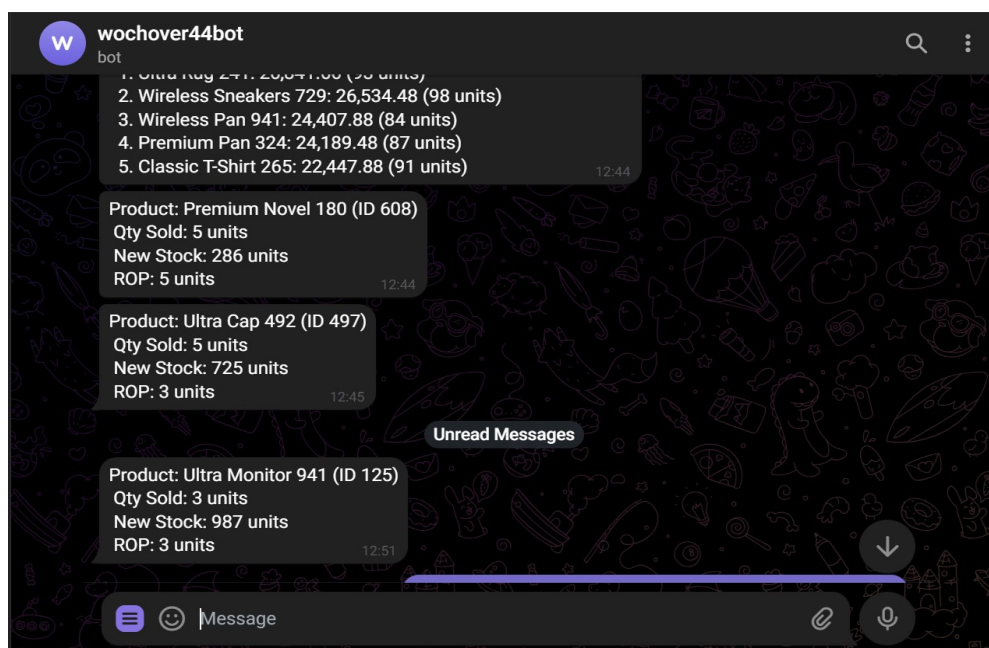 W
wochover44bot
bot
2. Wireless Sneakers 729: 26,534.48 (98 units)
3. Wireless Pan 941: 24,407.88 (84 units)
4. Premium Pan 324: 24,189.48 (87 units)
5. Classic T-Shirt 265: 22,447.88 (91 units)
12:44
Product: Premium Novel 180 (ID 608)
Qty Sold: 5 units
New Stock: 286 units
ROP: 5 units
12:44
Product: Ultra Cap 492 (ID 497)
Qty Sold: 5 units
New Stock: 725 units
ROP: 3 units
12:45
Unread Messages
Product: Ultra Monitor 941 (ID 125)
Qty Sold: 3 units
New Stock: 987 units
ROP: 3 units
12:51
Message